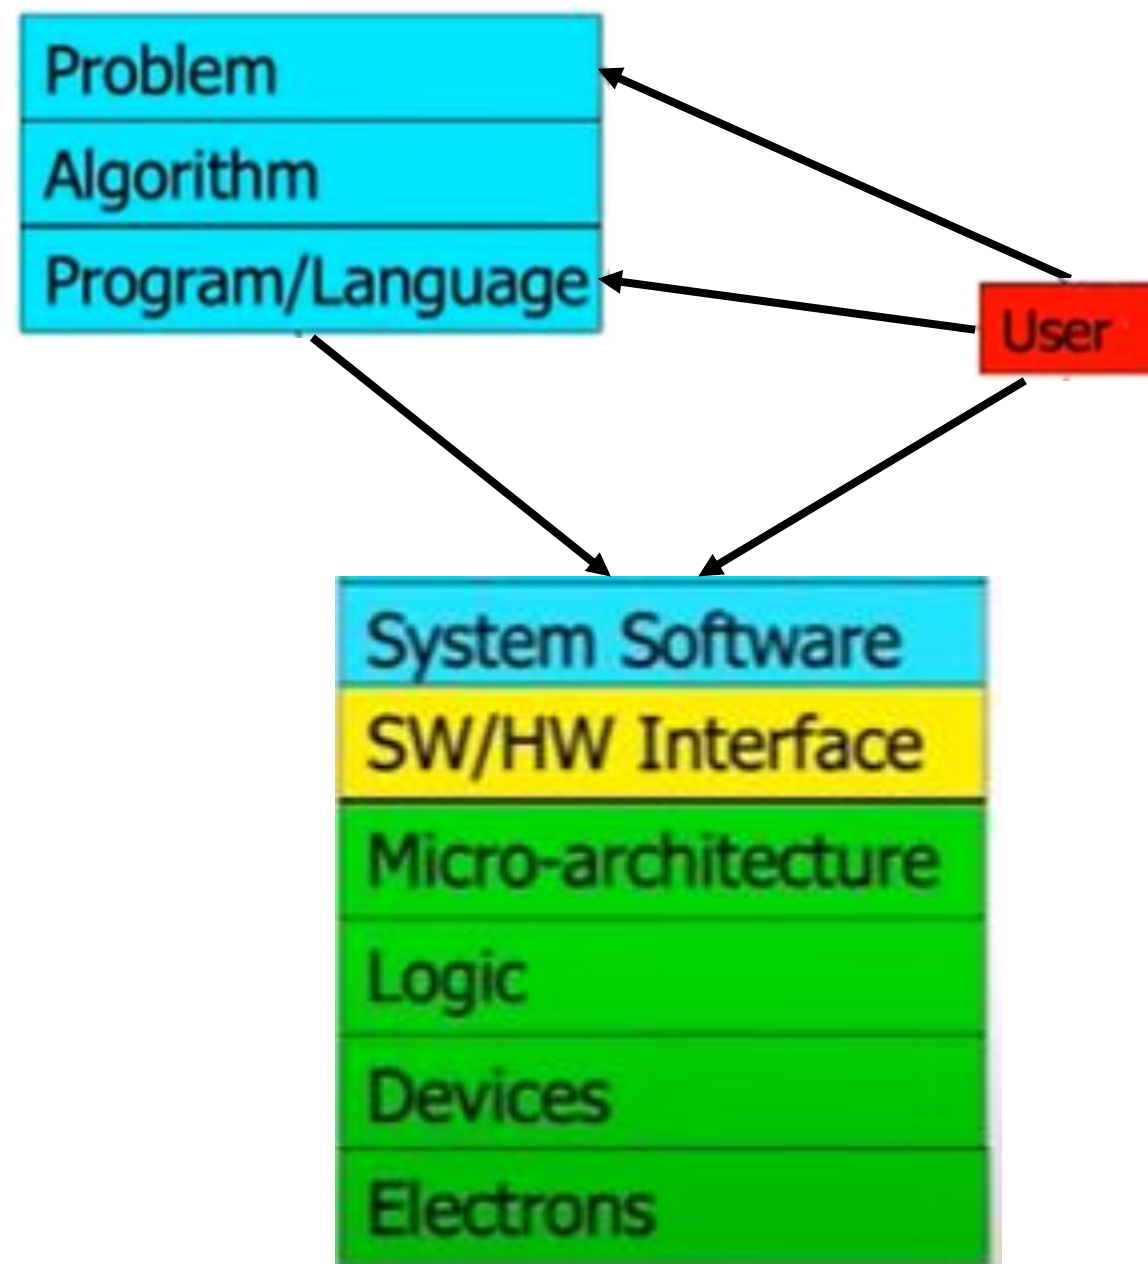 Problem
Algorithm
Program/Language
User
System Software
SW/HW Interface
Micro-architecture
Logic
Devices
Electrons